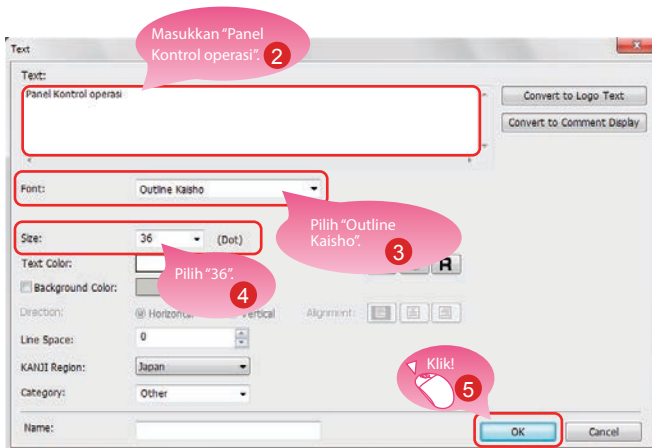 Masukkan “Panel
Kontrol operasi”.
2
Text
Text:
Panel Kontrol operasi
Convert to Logo Text
Convert to Comment Display
Font:
Outline Kaisho
Pilih “Outline
Kaisho”.
3
Size:
36
(Dot)
Text Color:
A
Pilih “36”.
4
Background Color:
Direction:
Vertical
Alignment:
Line Space:
0
KANJI Region:
Japan
Category:
Other
Klik!
5
Name:
OK
Cancel